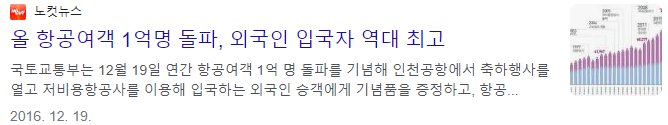 노컷뉴스
올 항공여객 1억명 돌파, 외국인 입국자 역대 최고
국토교통부는 12월 19일 연간 항공여객 1억 명 돌파를 기념해 인천공항에서 축하행사를
열고 저비용항공사를 이용해 입국하는 외국인 승객에게 기념품을 증정하고, 항공...
2016. 12. 19.